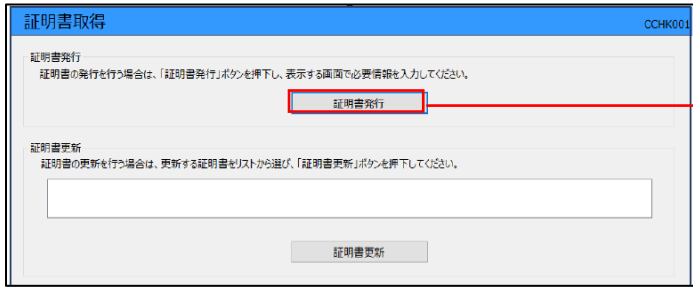 証明書取得
CCHK001
証明書発行
証明書の発行を行う場合は、「証明書発行」ボタンを押下し、表示する画面で必要情報を入力してください。
証明書発行
証明書更新
証明書の更新を行う場合は、更新する証明書をリストから選び、「証明書更新」ボタンを押下してください。
証明書更新